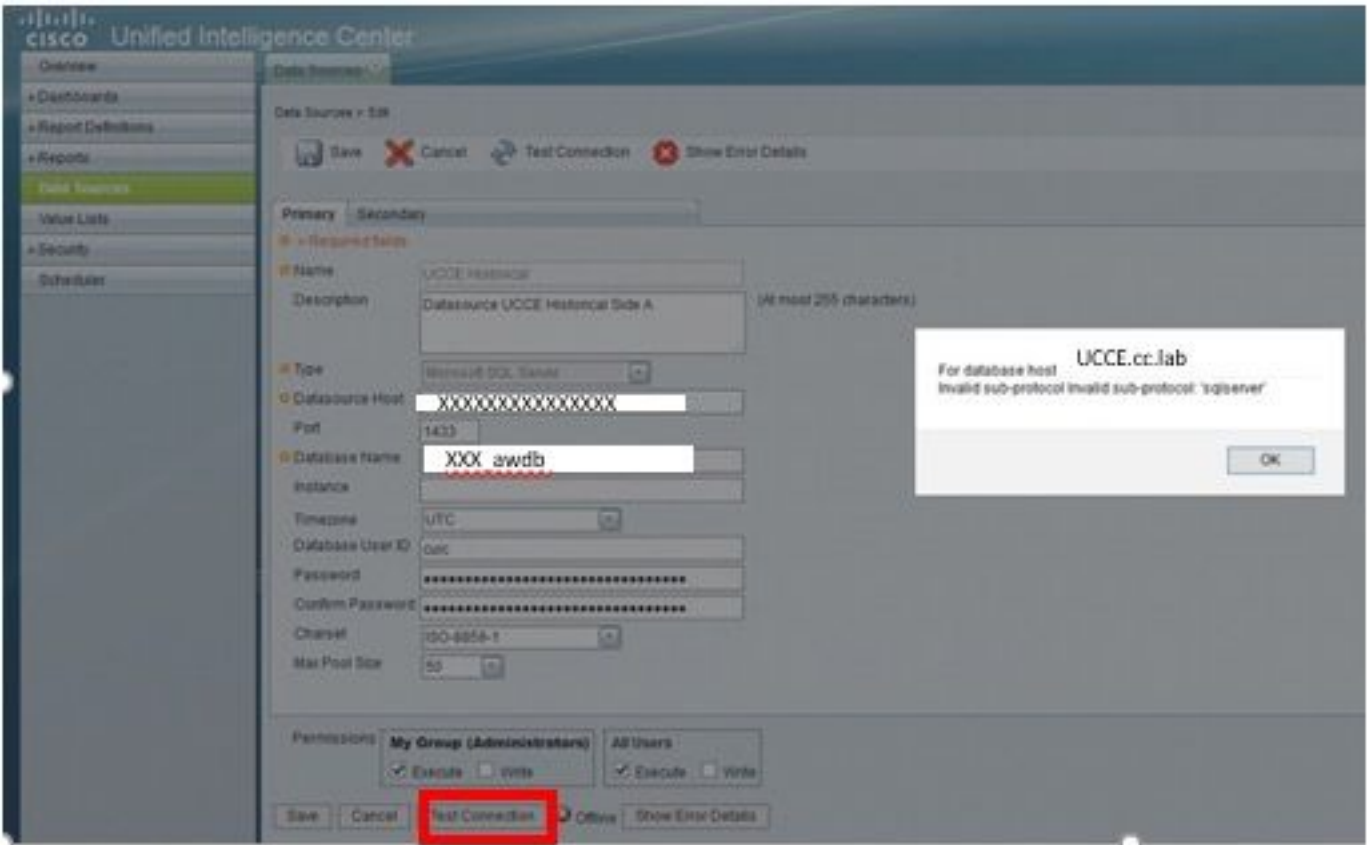 CISCO Unified Intelligence Center
Overview
Dashboards
Report Definitions
Reports
Data Sources
Value Lists
Security
Scheduler
Data Sources
Data Sources > Edit
Save Cancel Test Connection Show Error Details
Primary Secondary
= Required fields
Name UCCE Historical
Description Datasource UCCE Historical Side A (At most 255 characters)
Type Microsoft SQL Server
Datasource Host XXXXXXXXXXXXXXX
Port 1433
Database Name XXX awdb
Instance
Timezone UTC
Database User ID cuic
Password
Confirm Password
Charset
Max Pool Size 50
For database host UCCE.cc.lab
Invalid sub-protocol Invalid sub-protocol: 'sqlserver'
OK
Permissions My Group (Administrators) All Users
Execute Write Execute Write
Save Cancel Test Connection Offline Show Error Details